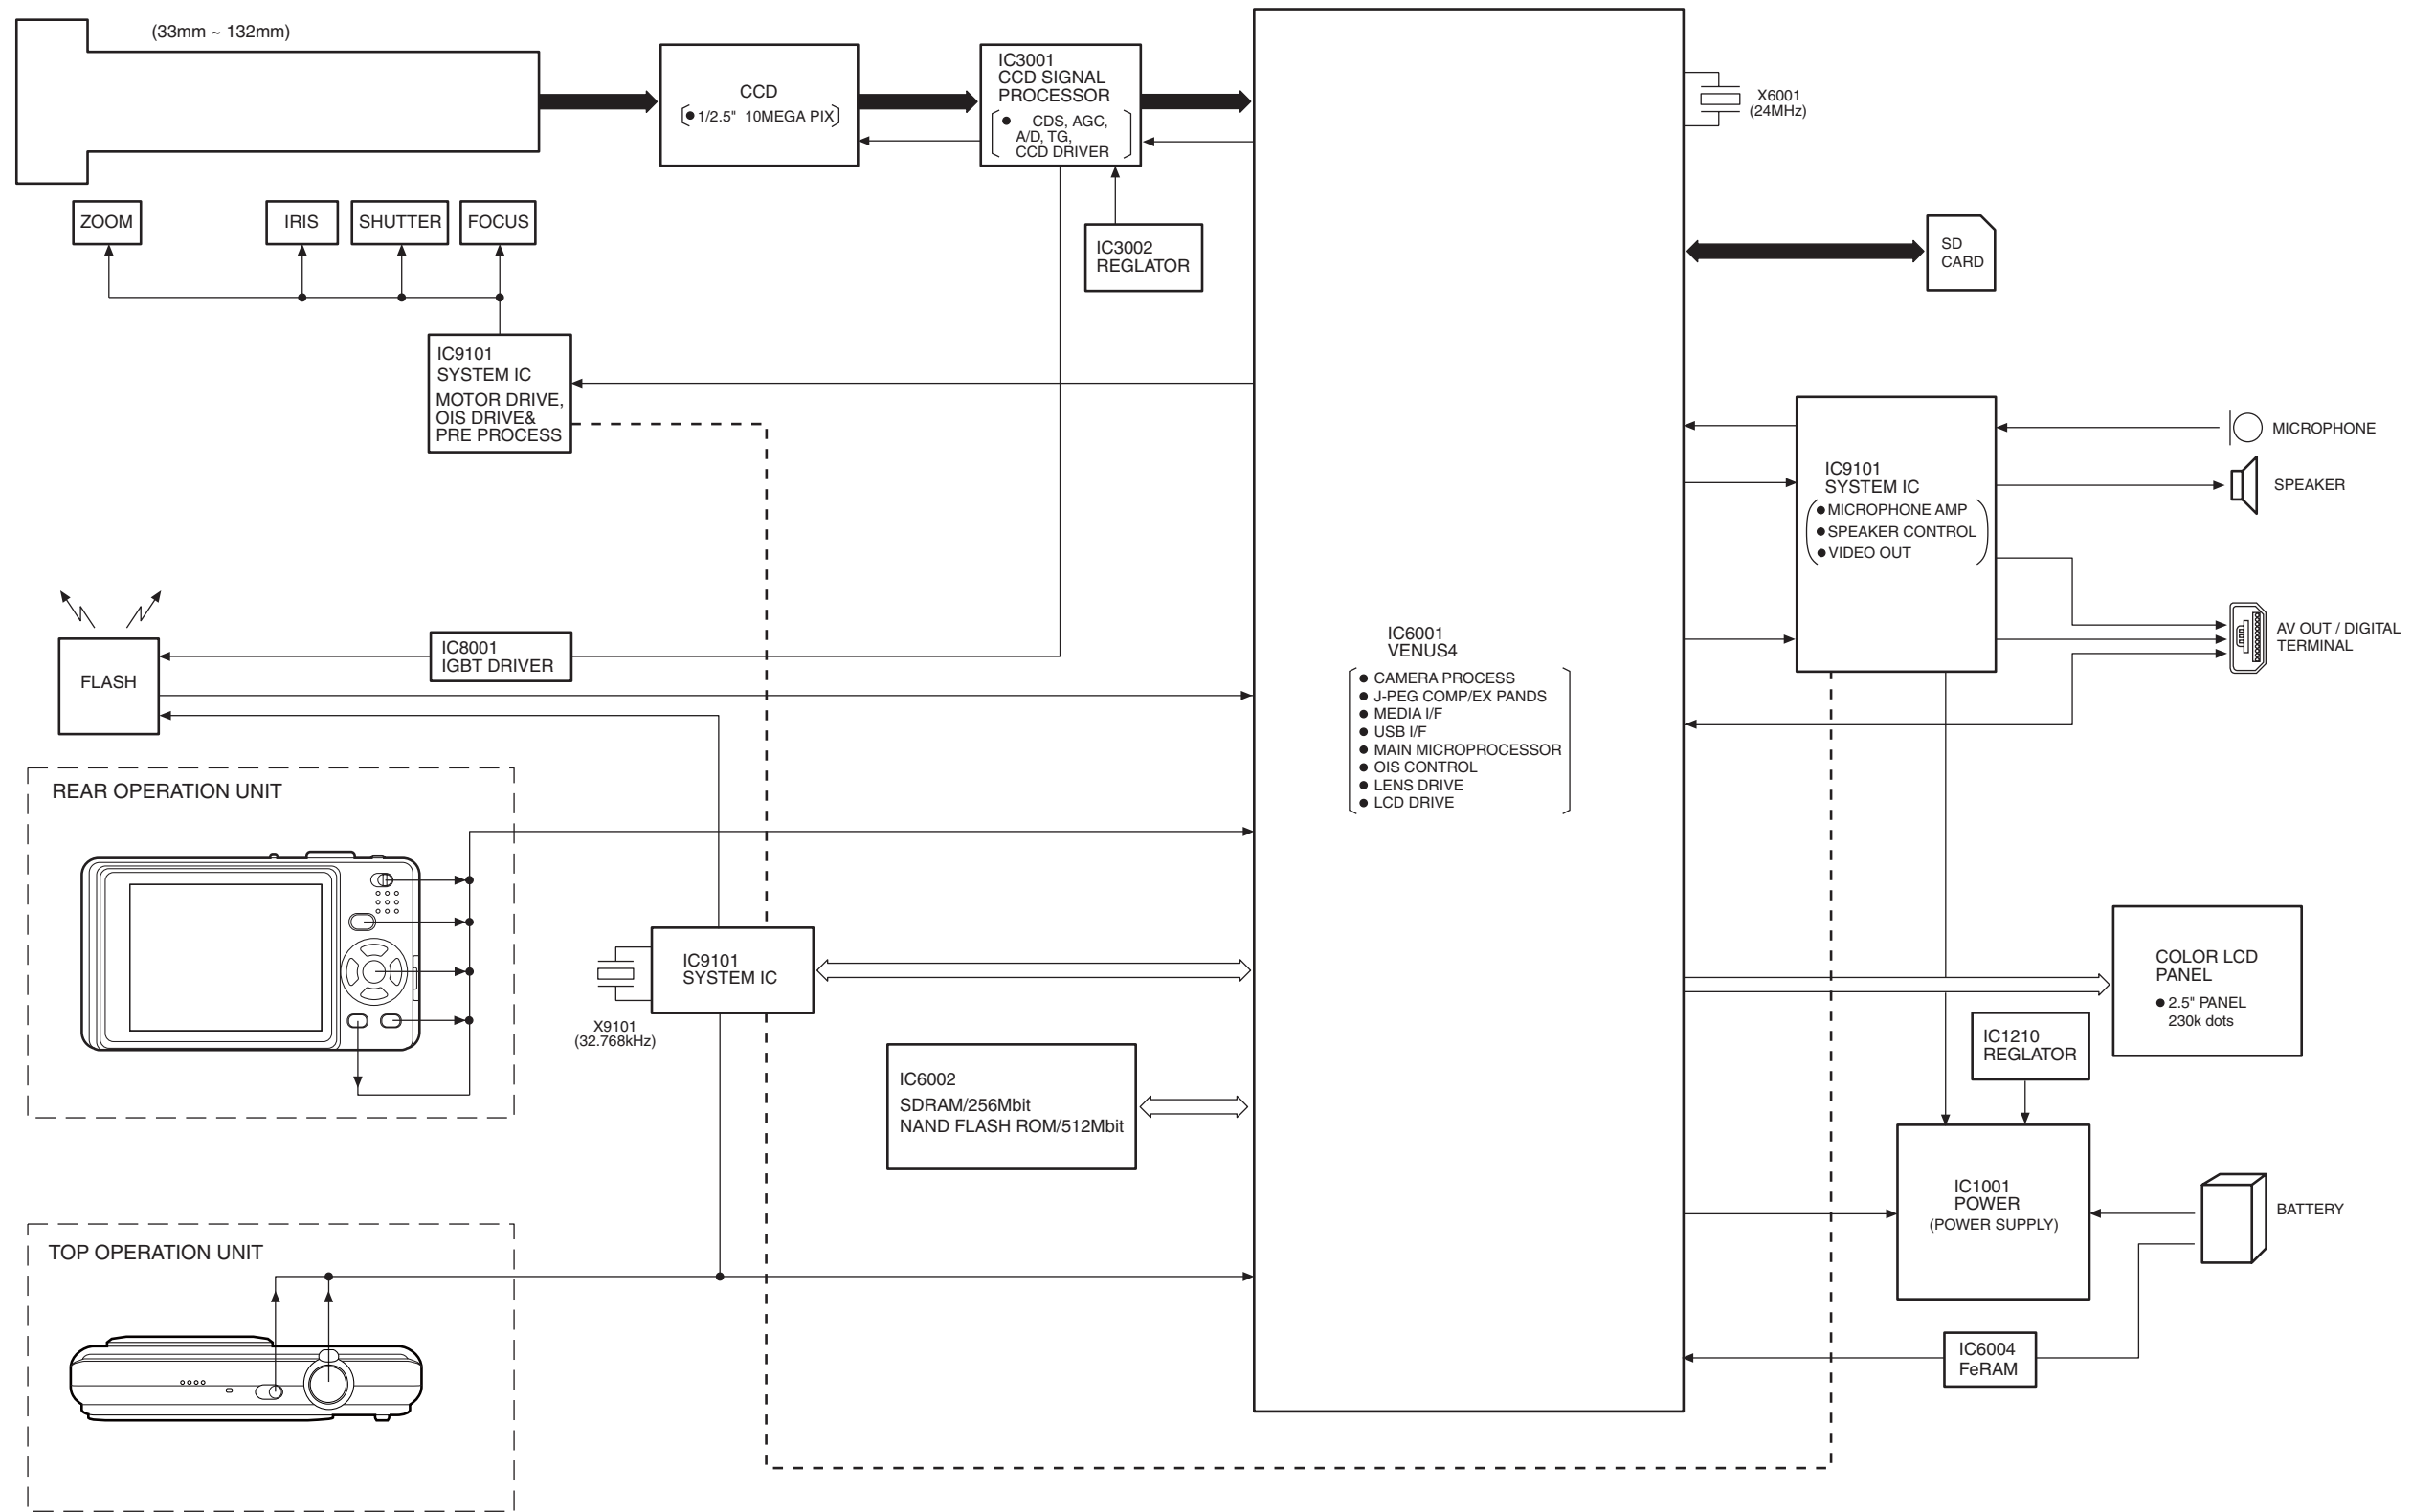 (33mm ~ 132mm)
CCD
● 1/2.5" 10MEGA PIX
IC3001
CCD SIGNAL
PROCESSOR
● CDS, AGC,
A/D, TG,
CCD DRIVER
X6001
(24MHz)
ZOOM
IRIS
SHUTTER
FOCUS
IC3002
REGLATOR
SD
CARD
IC9101
SYSTEM IC
MOTOR DRIVE,
OIS DRIVE&
PRE PROCESS
IC9101
SYSTEM IC
● MICROPHONE AMP
● SPEAKER CONTROL
● VIDEO OUT
MICROPHONE
SPEAKER
AV OUT / DIGITAL
TERMINAL
FLASH
IC8001
IGBT DRIVER
IC6001
VENUS4
● CAMERA PROCESS
● J-PEG COMP/EX PANDS
● MEDIA I/F
● USB I/F
● MAIN MICROPROCESSOR
● OIS CONTROL
● LENS DRIVE
● LCD DRIVE
REAR OPERATION UNIT
IC9101
SYSTEM IC
X9101
(32.768kHz)
COLOR LCD
PANEL
● 2.5" PANEL
230k dots
IC1210
REGLATOR
IC6002
SDRAM/256Mbit
NAND FLASH ROM/512Mbit
IC1001
POWER
(POWER SUPPLY)
BATTERY
TOP OPERATION UNIT
IC6004
FeRAM